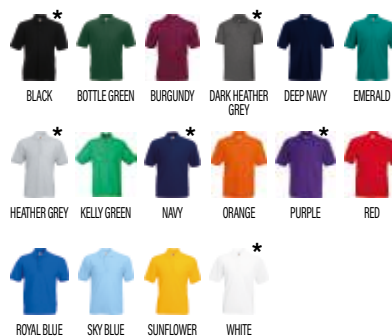 * *
BLACK BOTTLE GREEN BURGUNDY DARK HEATHER GREY DEEP NAVY EMERALD
* * *
HEATHER GREY KELLY GREEN NAVY ORANGE PURPLE RED
*
ROYAL BLUE SKY BLUE SUNFLOWER WHITE